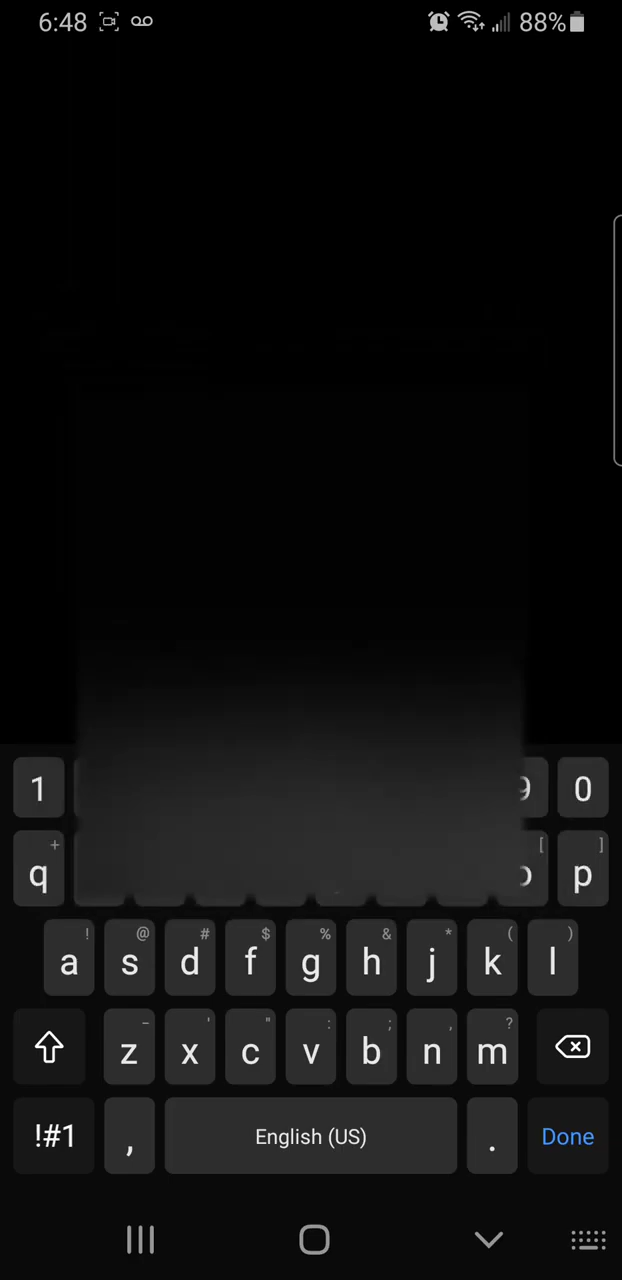 6:48 88%
1 0
+ [ ]
q p
! @ # $ % & * ( )
a s d f g h j k l
- ' " : ; , ?
z x c v b n m
!#1 , English (US) . Done